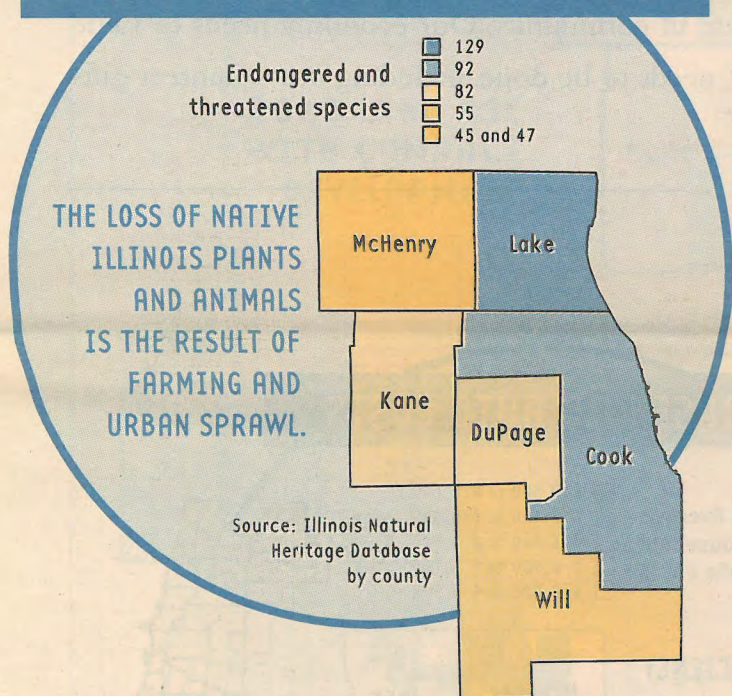 Endangered and
threatened species
129
92
82
55
45 and 47
THE LOSS OF NATIVE
ILLINOIS PLANTS
AND ANIMALS
IS THE RESULT OF
FARMING AND
URBAN SPRAWL.
McHenry
Lake
Kane
DuPage
Cook
Source: Illinois Natural
Heritage Database
by county
Will